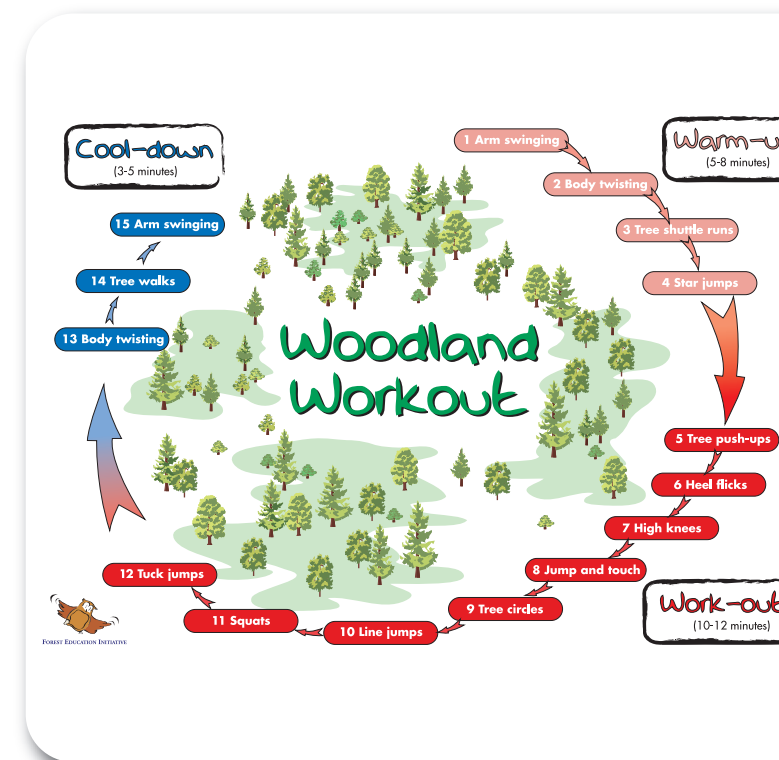 Cool-down
(3-5 minutes)
Warm-u
(5-8 minutes)
1 Arm swinging
2 Body twisting
3 Tree shuttle runs
4 Star jumps
Woodland
Workout
5 Tree push-ups
6 Heel flicks
7 High knees
8 Jump and touch
9 Tree circles
10 Line jumps
11 Squats
12 Tuck jumps
13 Body twisting
14 Tree walks
15 Arm swinging
Work-out
(10-12 minutes)
FOREST EDUCATION INITIATIVE